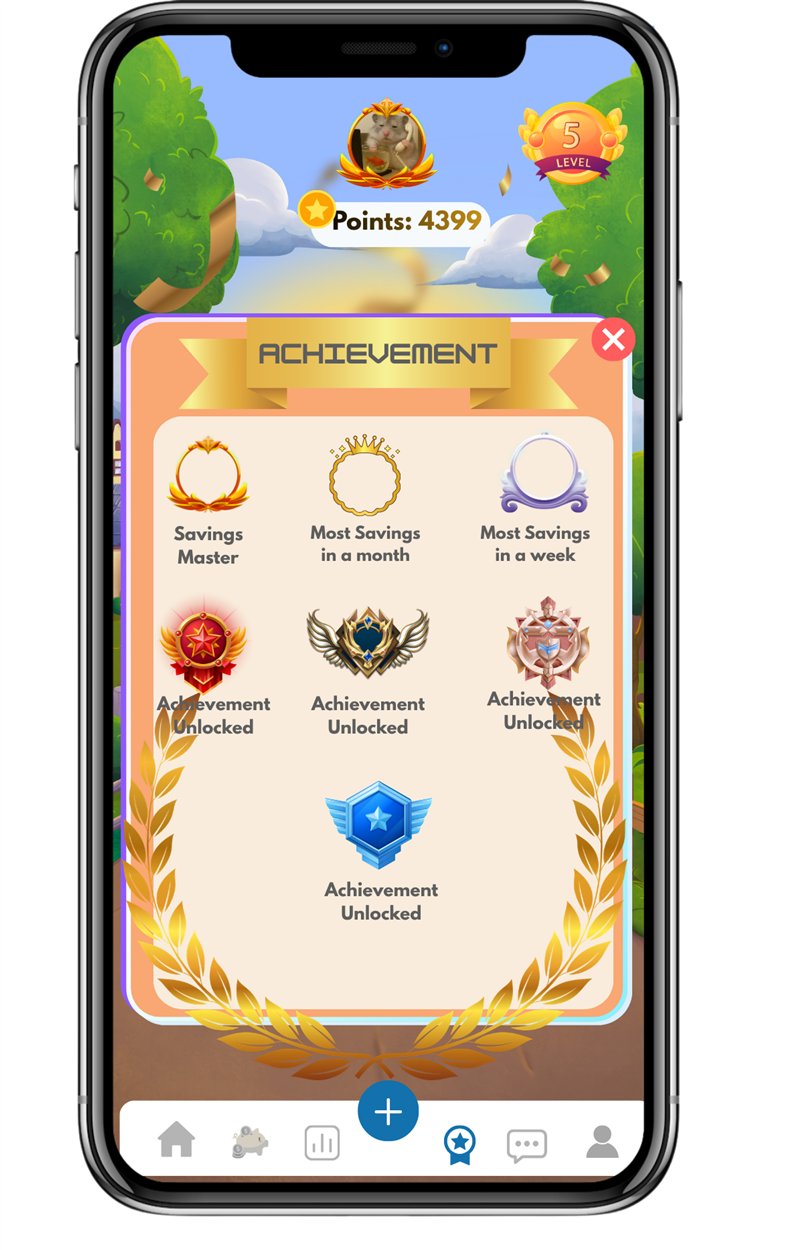 5
LEVEL
Points: 4399
ACHIEVEMENT
Savings
Master
Most Savings
in a month
Most Savings
in a week
Achievement
Unlocked
Achievement
Unlocked
Achievement
Unlocked
Achievement
Unlocked